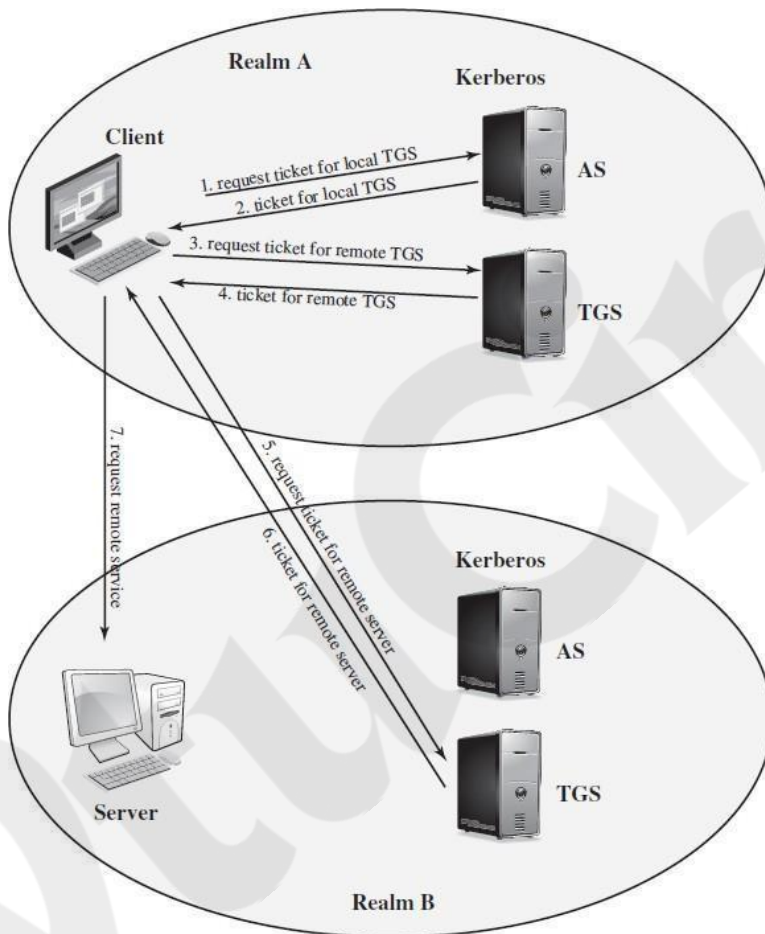 Realm A
Kerberos
Client
AS
1. request ticket for local TGS
2. ticket for local TGS
3. request ticket for remote TGS
4. ticket for remote TGS
TGS
5. request ticket for remote server
6. ticket for remote server
7. request remote service
Kerberos
AS
TGS
Server
Realm B